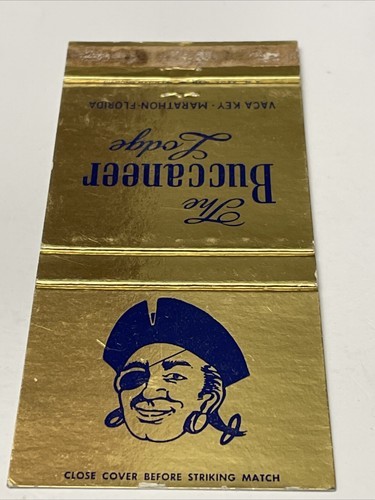 The
Buccaneer
Lodge
VACA KEY · MARATHON · FLORIDA
CLOSE COVER BEFORE STRIKING MATCH